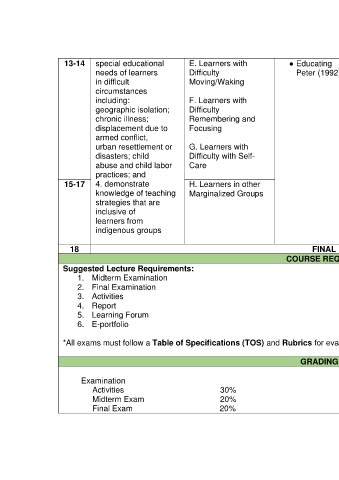 13-14
special educational
needs of learners
in difficult
circumstances
including:
geographic isolation;
chronic illness;
displacement due to
armed conflict,
urban resettlement or
disasters; child
abuse and child labor
practices; and
E. Learners with
Difficulty
Moving/Waking
F. Learners with
Difficulty
Remembering and
Focusing
G. Learners with
Difficulty with Self-
Care
• Educating
Peter (1992
15-17
4. demonstrate
knowledge of teaching
strategies that are
inclusive of
learners from
indigenous groups
H. Learners in other
Marginalized Groups
18
FINAL
COURSE REQ
Suggested Lecture Requirements:
1. Midterm Examination
2. Final Examination
3. Activities
4. Report
5. Learning Forum
6. E-portfolio
*All exams must follow a Table of Specifications (TOS) and Rubrics for eva
GRADING
Examination
Activities 30%
Midterm Exam 20%
Final Exam 20%